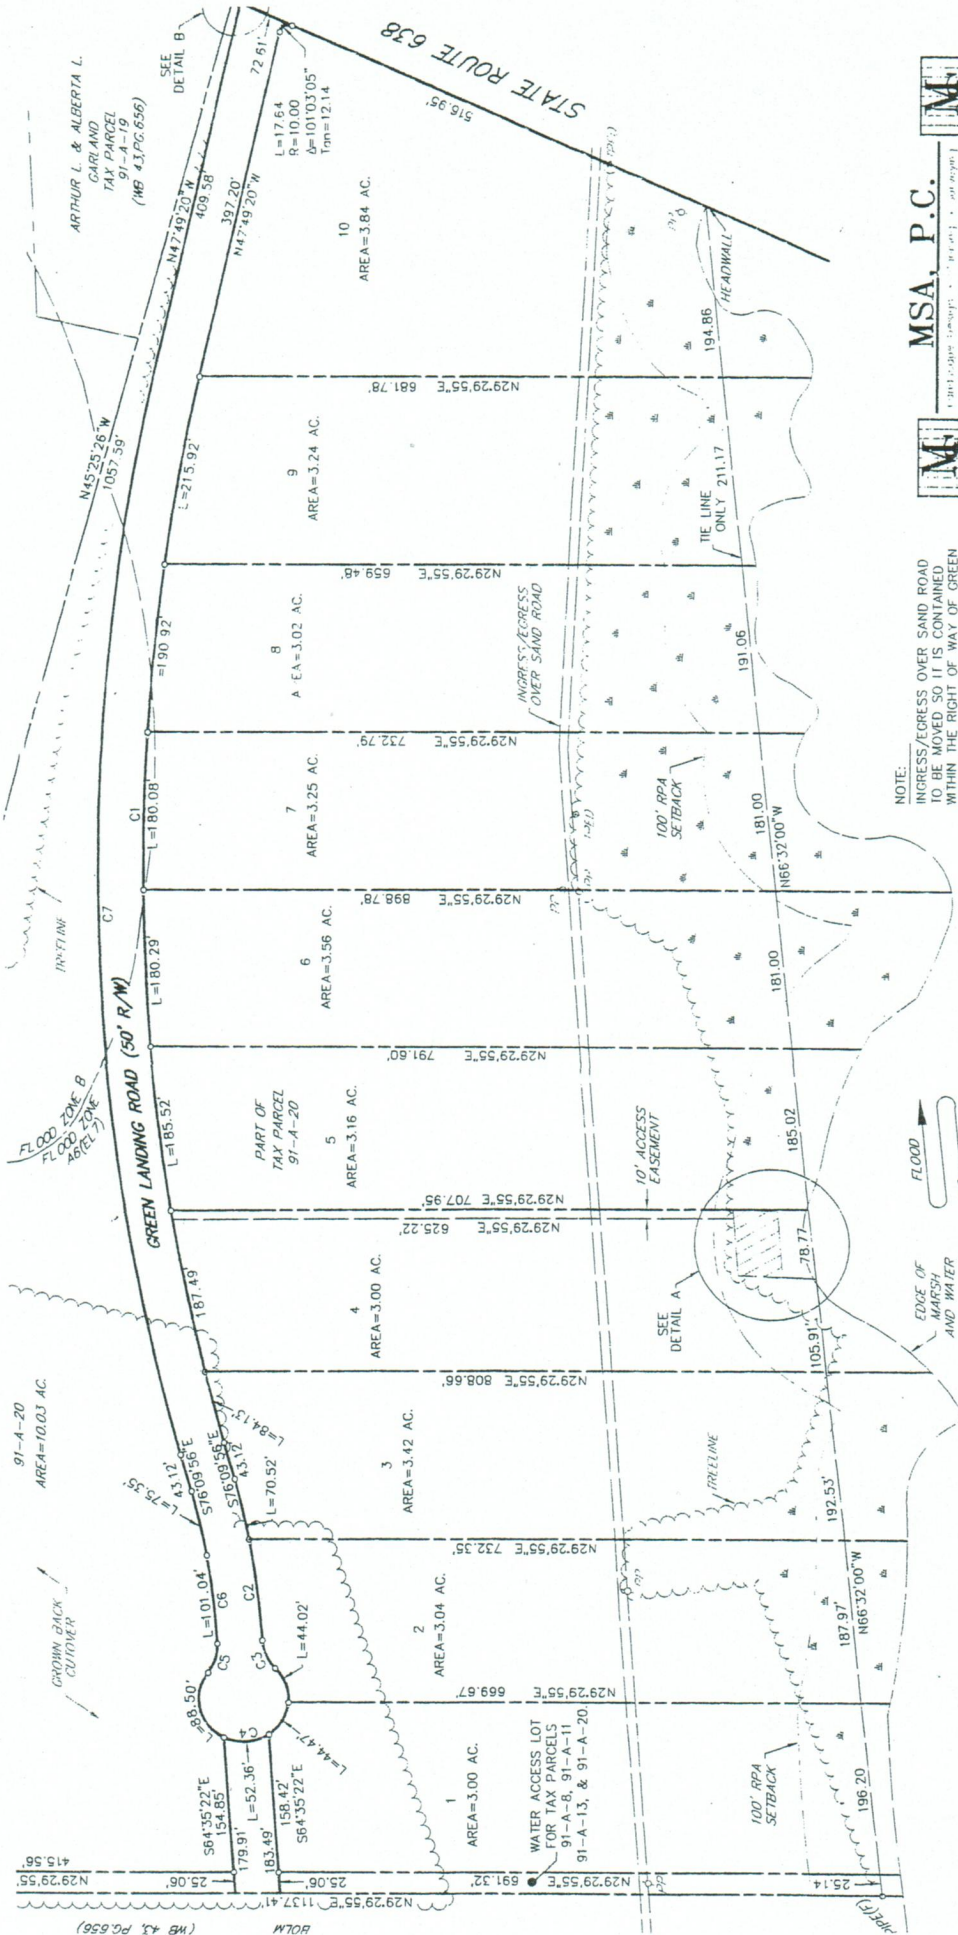 ARTHUR L. & ALBERTA L.
GARLAND
TAX PARCEL
91-A-19
(WB 43,PG.656)
SEE
DETAIL B
72.61'
L=17.64
R=10.00
Δ=101°03'05"
Tan=12.14
STATE ROUTE 638
516.95'
N47°49'20"W
409.58'
397.20'
N47°49'20"W
N45°25'26"W
1057.59'
10
AREA=3.84 AC.
N29°29'55"E 681.78'
L=215.92'
9
AREA=3.24 AC.
N29°29'55"E 659.48'
=190.92'
8
A EA=3.02 AC.
N29°29'55"E 732.79'
C1
L=180.08'
7
AREA=3.25 AC.
N29°29'55"E 898.78'
C7
TREELINE
L=180.29'
6
AREA=3.56 AC.
N29°29'55"E 791.60'
GREEN LANDING ROAD (50' R/W)
FLOOD ZONE B
FLOOD ZONE
A6(EL7)
L=185.52'
PART OF
TAX PARCEL
91-A-20
5
AREA=3.16 AC.
N29°29'55"E 707.95'
N29°29'55"E 625.22'
10' ACCESS
EASEMENT
187.49'
4
AREA=3.00 AC.
N29°29'55"E 808.66'
SEE
DETAIL A
91-A-20
AREA=10.03 AC.
L=84.13'
43.12'
S76°09'56"E
L=75.35'
S76°09'56"E
43.12'
L=70.52'
3
AREA=3.42 AC.
N29°29'55"E 732.35'
TREELINE
GROWN BACK
CUTOVER
L=101.04'
C6
C2
C5
C3
L=44.02'
2
AREA=3.04 AC.
N29°29'55"E 669.67'
L=88.50'
C4
L=44.47'
L=52.36'
S64°35'22"E
154.85'
179.91'
158.42'
S64°35'22"E
183.49'
1
AREA=3.00 AC.
WATER ACCESS LOT
FOR TAX PARCELS
91-A-8, 91-A-11
91-A-13, & 91-A-20.
415.56'
N29°29'55'
25.06'
25.06'
N29°29'55"E 691.32'
N29°29'55"E 1137.41'
25.14
PIPE(F)
HOLM
(WB 43, PG.656)
INGRESS/EGRESS
OVER SAND ROAD
100' RPA
SETBACK
100' RPA
SETBACK
HEADWALL
194.86
TIE LINE
ONLY 211.17
191.06
181.00
N66°32'00"W
181.00
185.02
78.77
105.91'
192.53'
187.97'
N66°32'00"W
196.20
EDGE OF
MARSH
AND WATER
FLOOD
NOTE:
INGRESS/EGRESS OVER SAND ROAD
TO BE MOVED SO IT IS CONTAINED
WITHIN THE RIGHT OF WAY OF GREEN
MSA, P.C.